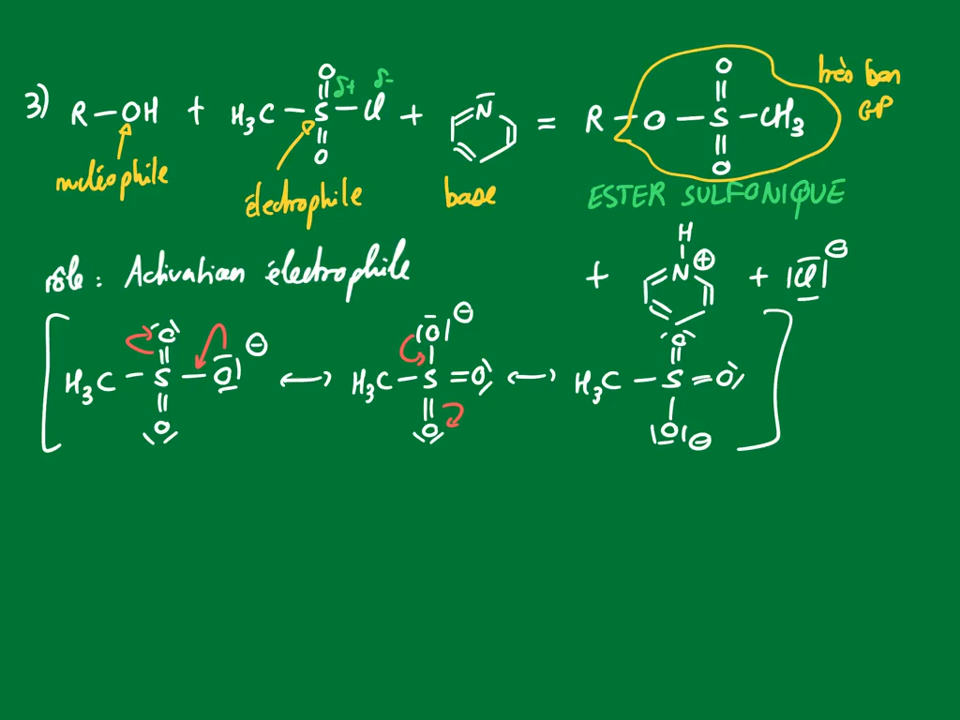 3) R – OH + H₃C – S – Cl + N = R – O – S – CH₃
O O δ+ δ- O O
très bon GP
nucléophile électrophile base ESTER SULFONIQUE
rôle : Activation électrophile + H N ⊕ + |Cl| ⊖
[ H₃C – S – O| ⊖ ⟷ H₃C – S = O ⟷ H₃C – S = O ]
O O |O| ⊖ O O |O| ⊖